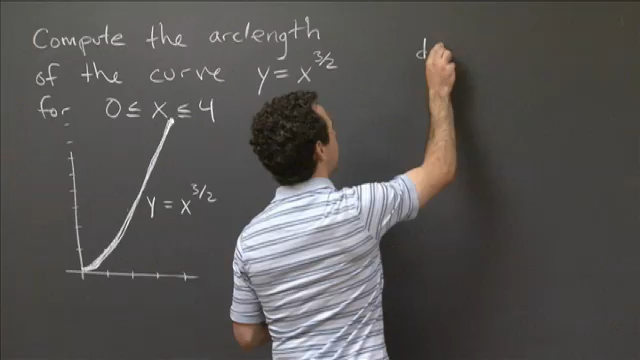 Compute the arclength
of the curve y = x^{3/2}
for 0 ≤ x ≤ 4
y = x^{3/2}
d